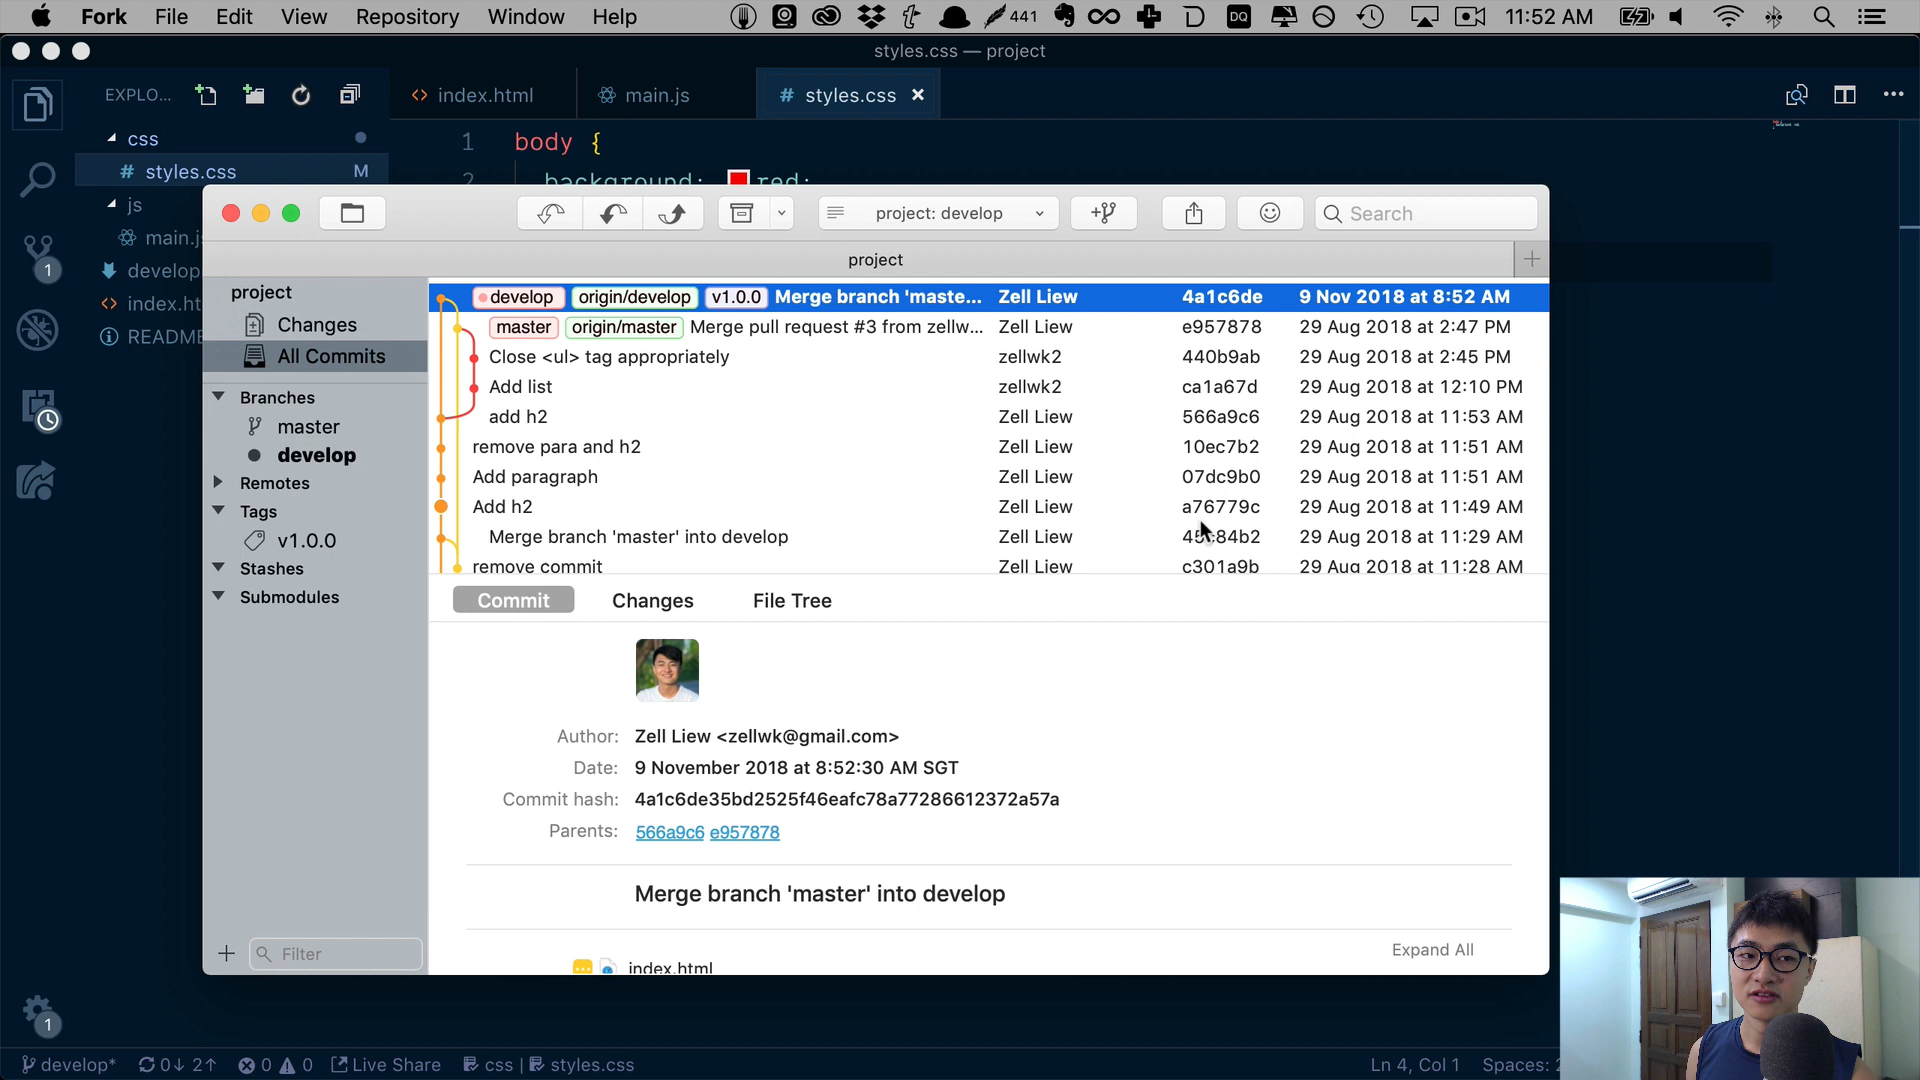 Fork File Edit View Repository Window Help 441 DQ 11:52 AM
styles.css — project
EXPLO...
index.html
main.js
# styles.css ×
css
# styles.css M
js
main.js
develop
index.ht
README
1
1
1 body {
2 background: red;
project: develop
Search
project
project
Changes
All Commits
Branches
master
develop
Remotes
Tags
v1.0.0
Stashes
Submodules
Filter
develop origin/develop v1.0.0 Merge branch 'maste... Zell Liew 4a1c6de 9 Nov 2018 at 8:52 AM
master origin/master Merge pull request #3 from zellw... Zell Liew e957878 29 Aug 2018 at 2:47 PM
Close <ul> tag appropriately zellwk2 440b9ab 29 Aug 2018 at 2:45 PM
Add list zellwk2 ca1a67d 29 Aug 2018 at 12:10 PM
add h2 Zell Liew 566a9c6 29 Aug 2018 at 11:53 AM
remove para and h2 Zell Liew 10ec7b2 29 Aug 2018 at 11:51 AM
Add paragraph Zell Liew 07dc9b0 29 Aug 2018 at 11:51 AM
Add h2 Zell Liew a76779c 29 Aug 2018 at 11:49 AM
Merge branch 'master' into develop Zell Liew 29 Aug 2018 at 11:29 AM
remove commit Zell Liew c301a9b 29 Aug 2018 at 11:28 AM
Commit Changes File Tree
Author: Zell Liew <zellwk@gmail.com>
Date: 9 November 2018 at 8:52:30 AM SGT
Commit hash: 4a1c6de35bd2525f46eafc78a77286612372a57a
Parents: 566a9c6 e957878
Merge branch 'master' into develop
Expand All
index.html
develop* 0↓ 2↑ 0 0 Live Share css | styles.css Ln 4, Col 1 Spaces: